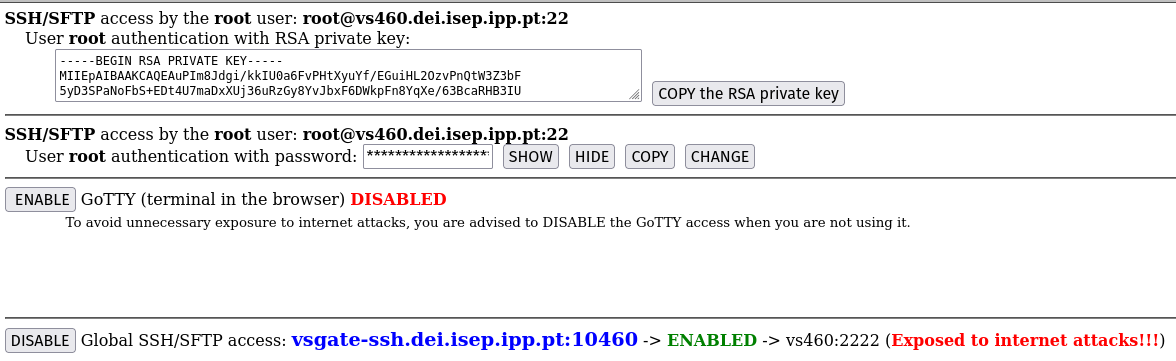 SSH/SFTP access by the root user: root@vs460.dei.isep.ipp.pt:22
User root authentication with RSA private key:
-----BEGIN RSA PRIVATE KEY-----
MIIEpAIBAAKCAQEAuPIm8Jdgi/kkIU0a6FvPHtXyuYf/EGuiHL2OzvPnQtW3Z3bF
5yD3SPaNoFbS+EDt4U7maDxXUj36uRzGy8YvJbxF6DWkpFn8YqXe/63BcaRHB3IU
COPY the RSA private key
SSH/SFTP access by the root user: root@vs460.dei.isep.ipp.pt:22
User root authentication with password: ***************** SHOW HIDE COPY CHANGE
ENABLE GoTTY (terminal in the browser) DISABLED
To avoid unnecessary exposure to internet attacks, you are advised to DISABLE the GoTTY access when you are not using it.
DISABLE Global SSH/SFTP access: vsgate-ssh.dei.isep.ipp.pt:10460 -> ENABLED -> vs460:2222 (Exposed to internet attacks!!!)